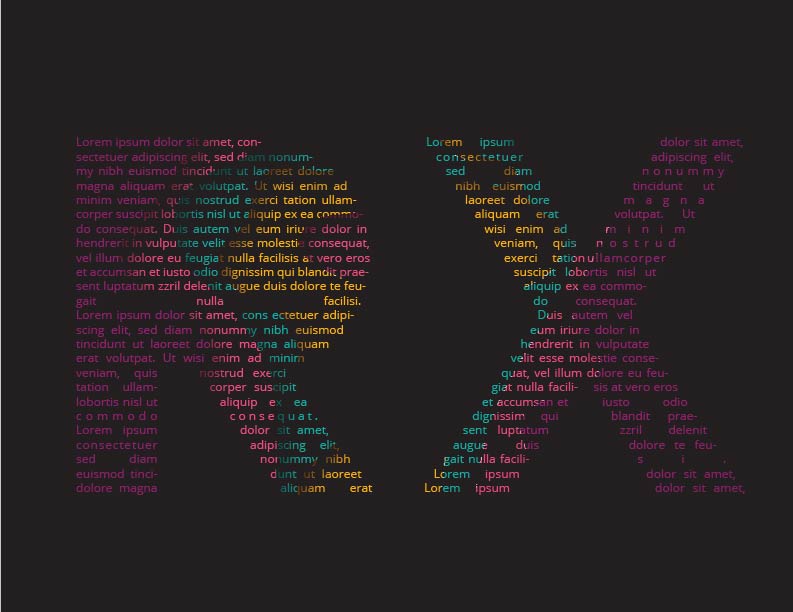 Lorem ipsum dolor sit amet, con-
sectetuer adipiscing elit, sed diam nonum-
my nibh euismod tincidunt ut laoreet dolore
magna aliquam erat volutpat. Ut wisi enim ad
minim veniam, quis nostrud exerci tation ullam-
corper suscipit lobortis nisl ut aliquip ex ea commo-
do consequat. Duis autem vel eum iriure dolor in
hendrerit in vulputate velit esse molestie consequat,
vel illum dolore eu feugiat nulla facilisis at vero eros
et accumsan et iusto odio dignissim qui blandit prae-
sent luptatum zzril delenit augue duis dolore te feu-
gait nulla facilisi.
Lorem ipsum dolor sit amet, cons ectetuer adipi-
scing elit, sed diam nonummy nibh euismod
tincidunt ut laoreet dolore magna aliquam
erat volutpat. Ut wisi enim ad minim
veniam, quis nostrud exerci
tation ullam- corper suscipit
lobortis nisl ut aliquip ex ea
commodo consequat.
Lorem ipsum dolor sit amet,
consectetuer adipiscing elit,
sed diam nonummy nibh
euismod tinci- dunt ut laoreet
dolore magna aliquam erat
Lorem ipsum dolor sit amet,
consectetuer adipiscing elit,
sed diam nonummy
nibh euismod tincidunt ut
laoreet dolore magna
aliquam erat volutpat. Ut
wisi enim ad minim
veniam, quis nostrud
exerci tation ullamcorper
suscipit lobortis nisl ut
aliquip ex ea commo-
do consequat.
Duis autem vel
eum iriure dolor in
hendrerit in vulputate
velit esse molestie conse-
quat, vel illum dolore eu feu-
giat nulla facili- sis at vero eros
et accumsan et iusto odio
dignissim qui blandit prae-
sent luptatum zzril delenit
augue duis dolore te feu-
gait nulla facili- si.
Lorem ipsum dolor sit amet,
Lorem ipsum dolor sit amet,